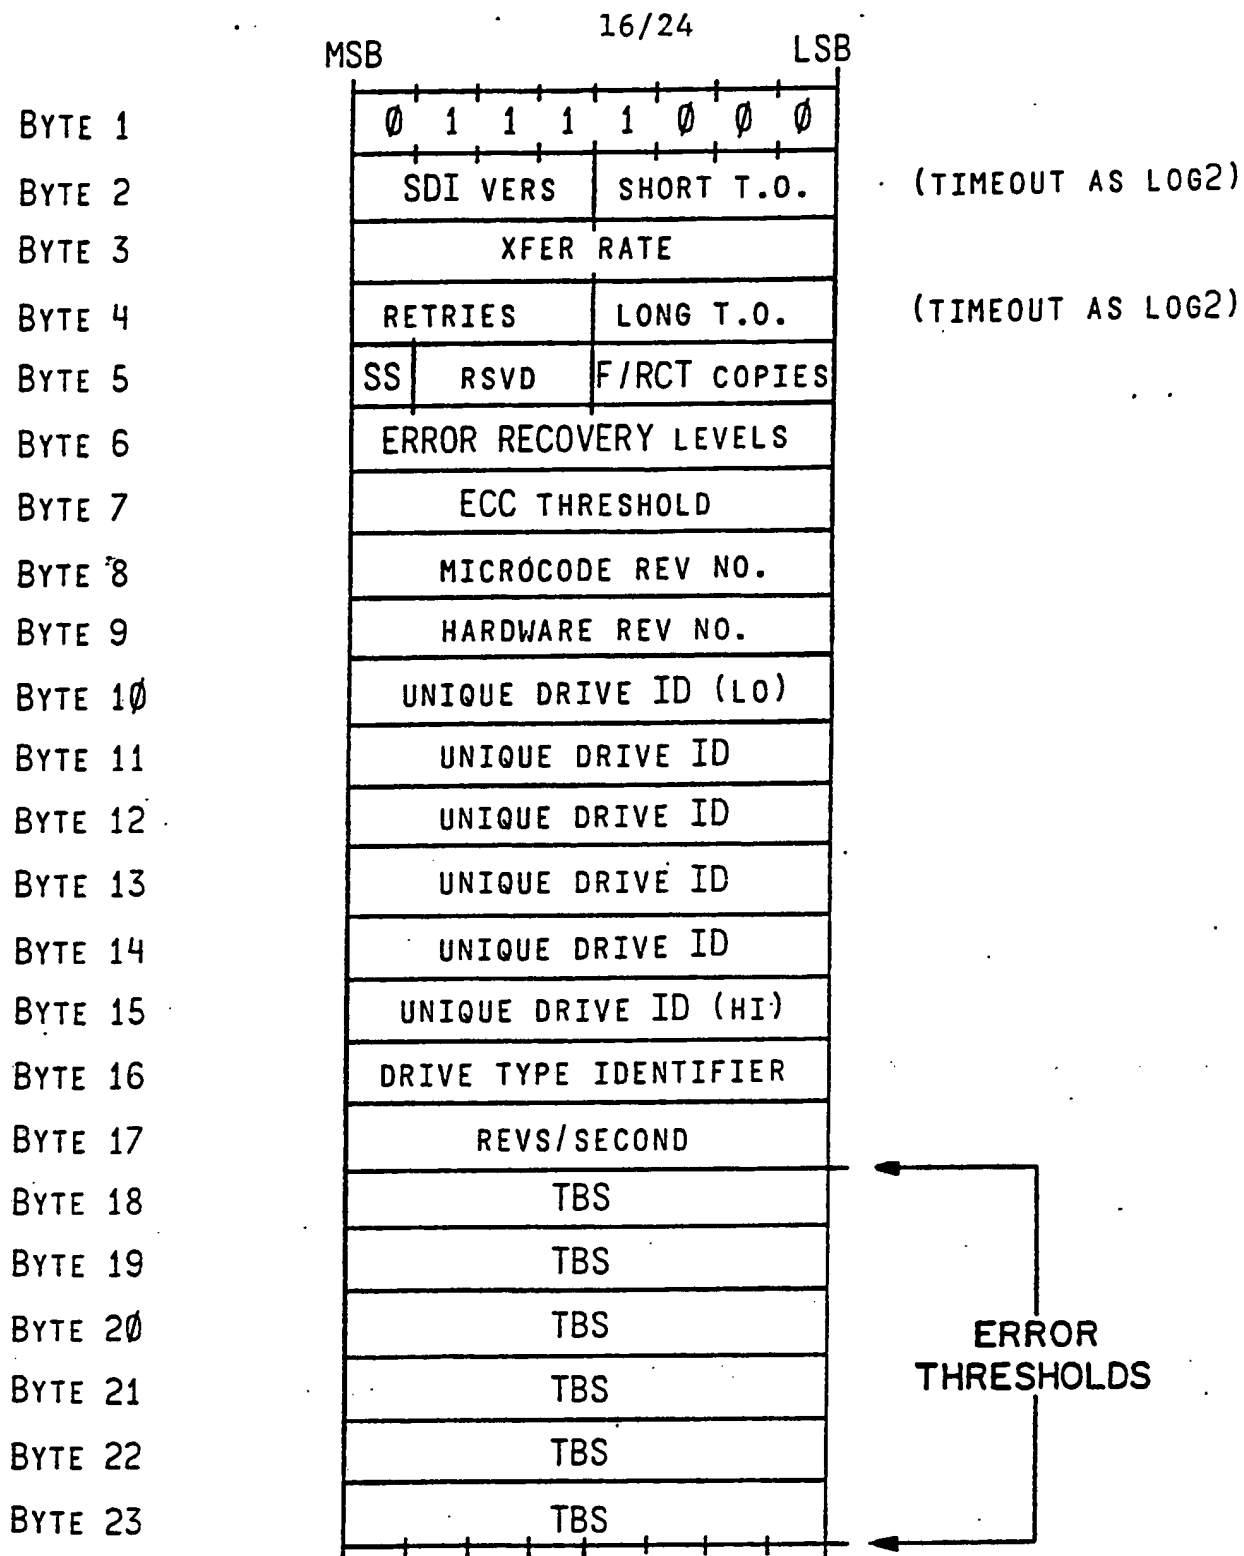 16/24
MSB LSB
BYTE 1 Ø 1 1 1 1 Ø Ø Ø
BYTE 2 SDI VERS SHORT T.O. (TIMEOUT AS LOG2)
BYTE 3 XFER RATE
BYTE 4 RETRIES LONG T.O. (TIMEOUT AS LOG2)
BYTE 5 SS RSVD F/RCT COPIES
BYTE 6 ERROR RECOVERY LEVELS
BYTE 7 ECC THRESHOLD
BYTE 8 MICROCODE REV NO.
BYTE 9 HARDWARE REV NO.
BYTE 1Ø UNIQUE DRIVE ID (LO)
BYTE 11 UNIQUE DRIVE ID
BYTE 12 UNIQUE DRIVE ID
BYTE 13 UNIQUE DRIVE ID
BYTE 14 UNIQUE DRIVE ID
BYTE 15 UNIQUE DRIVE ID (HI)
BYTE 16 DRIVE TYPE IDENTIFIER
BYTE 17 REVS/SECOND
BYTE 18 TBS
BYTE 19 TBS
BYTE 2Ø TBS
ERROR
THRESHOLDS
BYTE 21 TBS
BYTE 22 TBS
BYTE 23 TBS